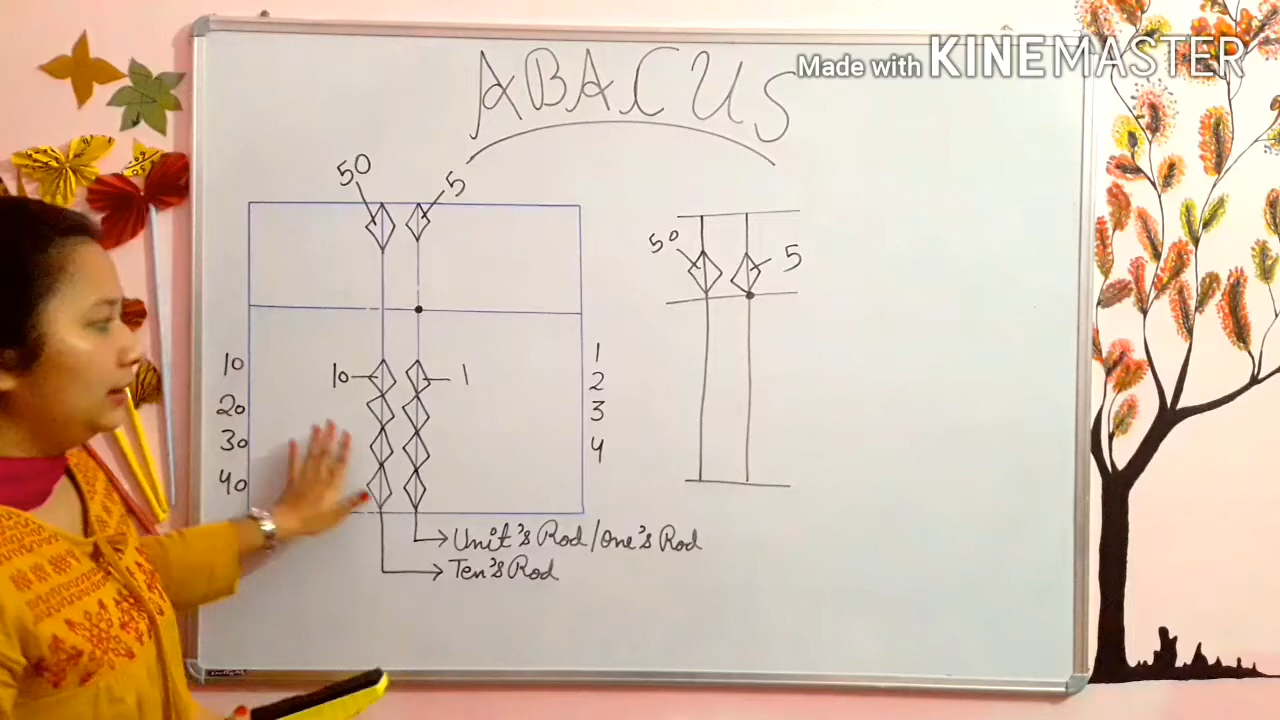 ABACUS
Made with KINEMASTER
50 5
50 5
10 10 1 1
20 2
30 3
40 4
Unit's Rod/One's Rod
Ten's Rod